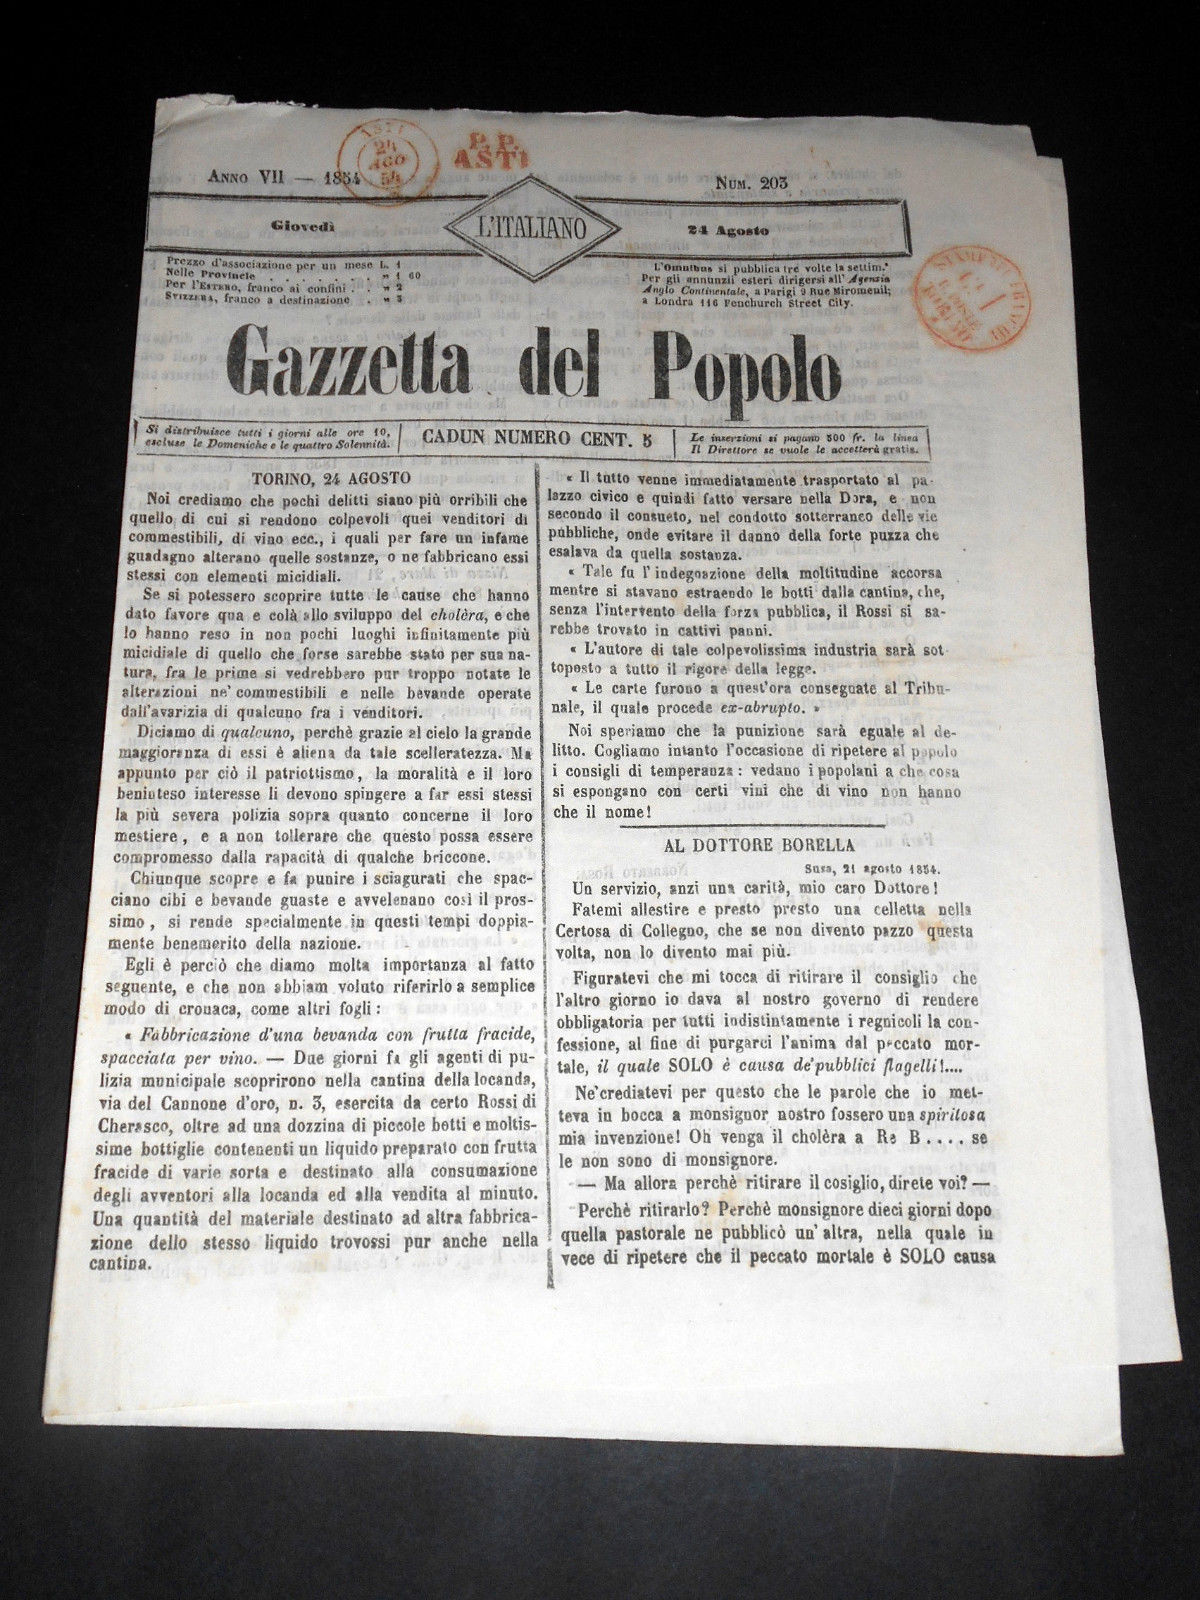 ASTI
24
AGO
54
P. P.
ASTI
ANNO VII — 1854
NUM. 203
Giovedì
L'ITALIANO
24 Agosto
Prezzo d'associazione per un mese L. 1
Nelle Provincie . . . . " 1 60
Per l'ESTERO, franco ai confini . . " 2
SVIZZERA, franco a destinazione . . " 3
L'Omnibus si pubblica tre volte la settim.ª
Per gli annunzii esteri dirigersi all' Agenzia
Anglo Continentale, a Parigi 9 Rue Miromenil;
a Londra 116 Fenchurch Street City.
Gazzetta del Popolo
Si distribuisce tutti i giorni alle ore 10,
escluse le Domeniche e le quattro Solennità.
CADUN NUMERO CENT. 5
Le inserzioni si pagano 500 fr. la linea
Il Direttore se vuole le accetterà gratis.
TORINO, 24 AGOSTO
Noi crediamo che pochi delitti siano più orribili che
quello di cui si rendono colpevoli quei venditori di
commestibili, di vino ecc., i quali per fare un infame
guadagno alterano quelle sostanze, o ne fabbricano essi
stessi con elementi micidiali.
Se si potessero scoprire tutte le cause che hanno
dato favore qua e colà allo sviluppo del cholèra, e che
lo hanno reso in non pochi luoghi infinitamente più
micidiale di quello che forse sarebbe stato per sua na-
tura, fra le prime si vedrebbero pur troppo notate le
alterazioni ne' commestibili e nelle bevande operate
dall'avarizia di qualcuno fra i venditori.
Diciamo di qualcuno, perchè grazie al cielo la grande
maggioranza di essi è aliena da tale scelleratezza. Ma
appunto per ciò il patriottismo, la moralità e il loro
beninteso interesse li devono spingere a far essi stessi
la più severa polizia sopra quanto concerne il loro
mestiere, e a non tollerare che questo possa essere
compromesso dalla rapacità di qualche briccone.
Chiunque scopre e fa punire i sciagurati che spac-
ciano cibi e bevande guaste e avvelenano così il pros-
simo, si rende specialmente in questi tempi doppia-
mente benemerito della nazione.
Egli è perciò che diamo molta importanza al fatto
seguente, e che non abbiam voluto riferirlo a semplice
modo di cronaca, come altri fogli:
« Fabbricazione d'una bevanda con frutta fracide,
spacciata per vino. — Due giorni fa gli agenti di pu-
lizia municipale scoprirono nella cantina della locanda,
via del Cannone d'oro, n. 3, esercita da certo Rossi di
Cherasco, oltre ad una dozzina di piccole botti e moltis-
sime bottiglie contenenti un liquido preparato con frutta
fracide di varie sorta e destinato alla consumazione
degli avventori alla locanda ed alla vendita al minuto.
Una quantità del materiale destinato ad altra fabbrica-
zione dello stesso liquido trovossi pur anche nella
cantina.
« Il tutto venne immediatamente trasportato al pa-
lazzo civico e quindi fatto versare nella Dora, e non
secondo il consueto, nel condotto sotterraneo delle vie
pubbliche, onde evitare il danno della forte puzza che
esalava da quella sostanza.
« Tale fu l'indegnazione della moltitudine accorsa
mentre si stavano estraendo le botti dalla cantina, che,
senza l'intervento della forza pubblica, il Rossi si sa-
rebbe trovato in cattivi panni.
« L'autore di tale colpevolissima industria sarà sot-
toposto a tutto il rigore della legge.
« Le carte furono a quest'ora consegnate al Tribu-
nale, il quale procede ex-abrupto. »
Noi speriamo che la punizione sarà eguale al de-
litto. Cogliamo intanto l'occasione di ripetere al popolo
i consigli di temperanza: vedano i popolani a che cosa
si espongano con certi vini che di vino non hanno
che il nome!
AL DOTTORE BORELLA
Susa, 21 agosto 1854.
Un servizio, anzi una carità, mio caro Dottore!
Fatemi allestire e presto presto una celletta nella
Certosa di Collegno, che se non divento pazzo questa
volta, non lo divento mai più.
Figuratevi che mi tocca di ritirare il consiglio che
l'altro giorno io dava al nostro governo di rendere
obbligatoria per tutti indistintamente i regnicoli la con-
fessione, al fine di purgarci l'anima dal peccato mor-
tale, il quale SOLO è causa de' pubblici flagelli!....
Ne' crediatevi per questo che le parole che io met-
teva in bocca a monsignor nostro fossero una spiritosa
mia invenzione! Oh venga il cholèra a Re B.... se
le non sono di monsignore.
— Ma allora perchè ritirare il cosiglio, direte voi? —
Perchè ritirarlo? Perchè monsignore dieci giorni dopo
quella pastorale ne pubblicò un' altra, nella quale in
vece di ripetere che il peccato mortale è SOLO causa